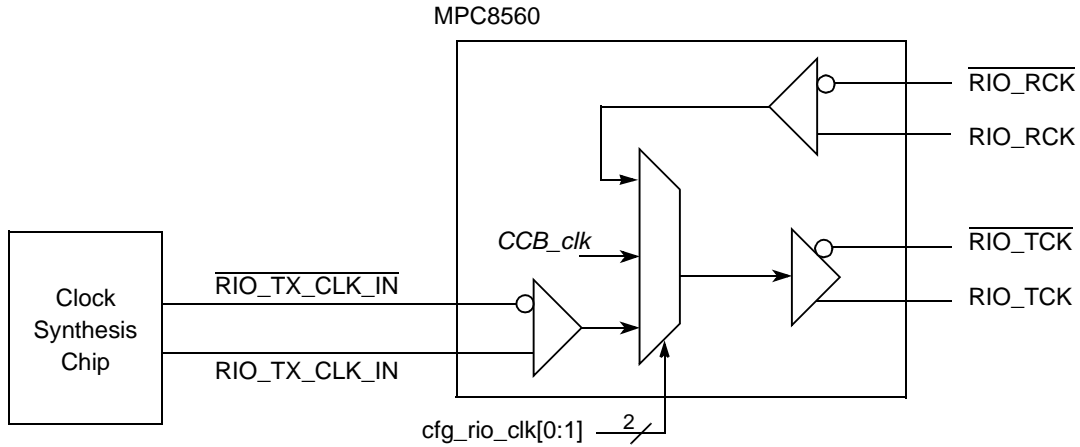 MPC8560
RIO_RCK
RIO_RCK
CCB_clk
RIO_TCK
RIO_TX_CLK_IN
RIO_TCK
Clock
Synthesis
Chip
RIO_TX_CLK_IN
cfg_rio_clk[0:1]
2